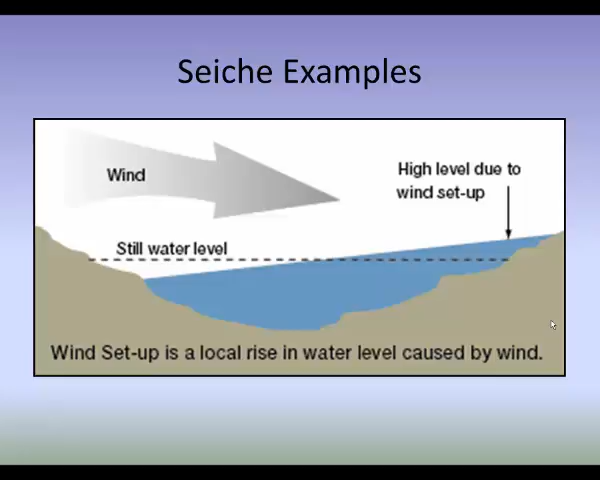 Seiche Examples
Wind
High level due to
wind set-up
Still water level
Wind Set-up is a local rise in water level caused by wind.